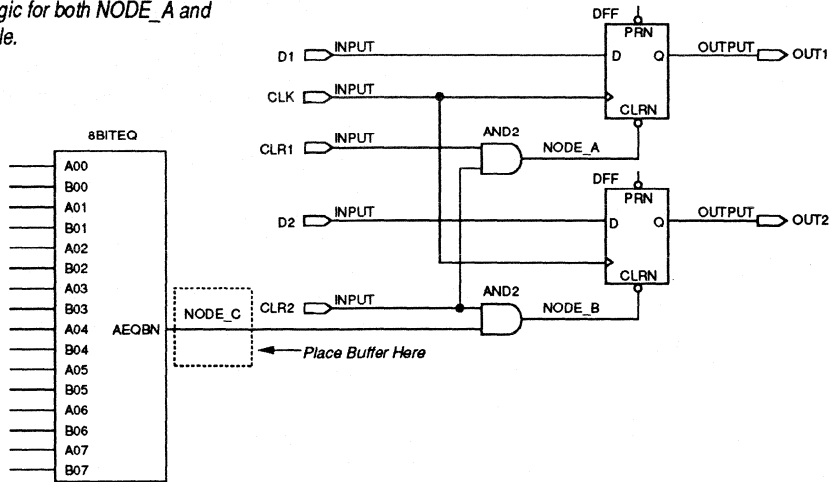 gic for both NODE_A and
le.
DFF
PRN
D1 INPUT D Q OUTPUT OUT1
CLK INPUT
CLRN
8BITEQ
CLR1 INPUT AND2 NODE_A
DFF
PRN
D2 INPUT D Q OUTPUT OUT2
CLRN
CLR2 INPUT AND2 NODE_B
A00
B00
A01
B01
A02
B02
A03
B03
A04 AEQBN NODE_C
B04 Place Buffer Here
A05
B05
A06
B06
A07
B07